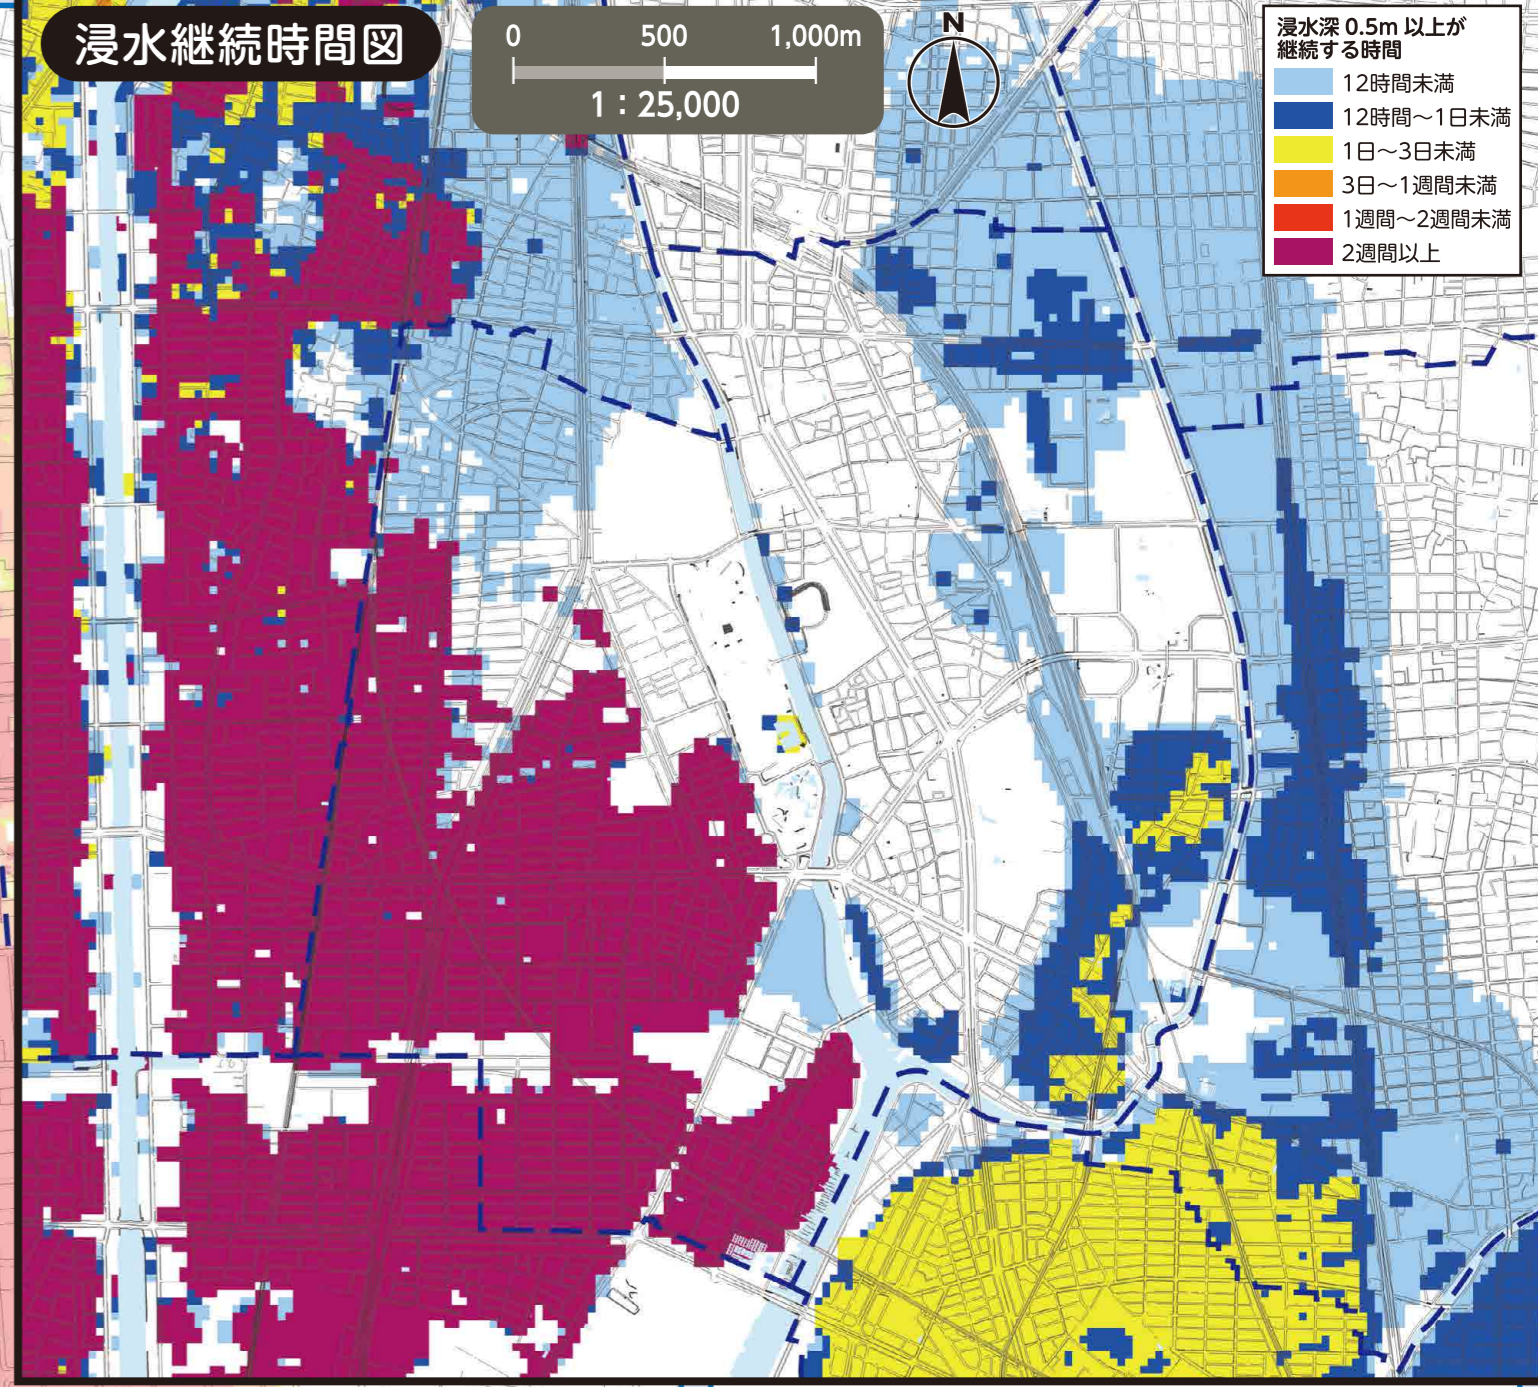 浸水継続時間図
0 500 1,000m
1：25,000
N
浸水深 0.5m 以上が
継続する時間
12時間未満
12時間～1日未満
1日～3日未満
3日～1週間未満
1週間～2週間未満
2週間以上